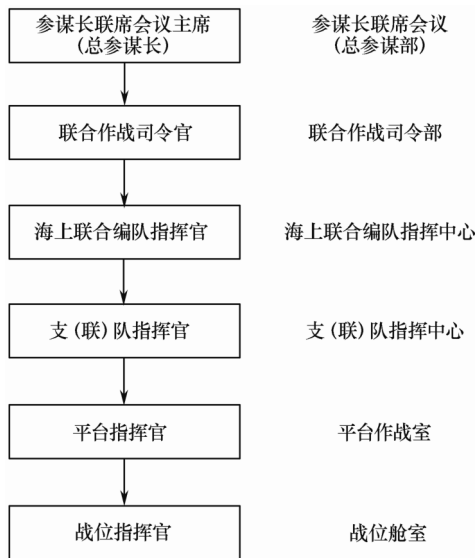 参谋长联席会议主席
(总参谋长)
参谋长联席会议
(总参谋部)
联合作战司令官
联合作战司令部
海上联合编队指挥官
海上联合编队指挥中心
支(联)队指挥官
支(联)队指挥中心
平台指挥官
平台作战室
战位指挥官
战位舱室